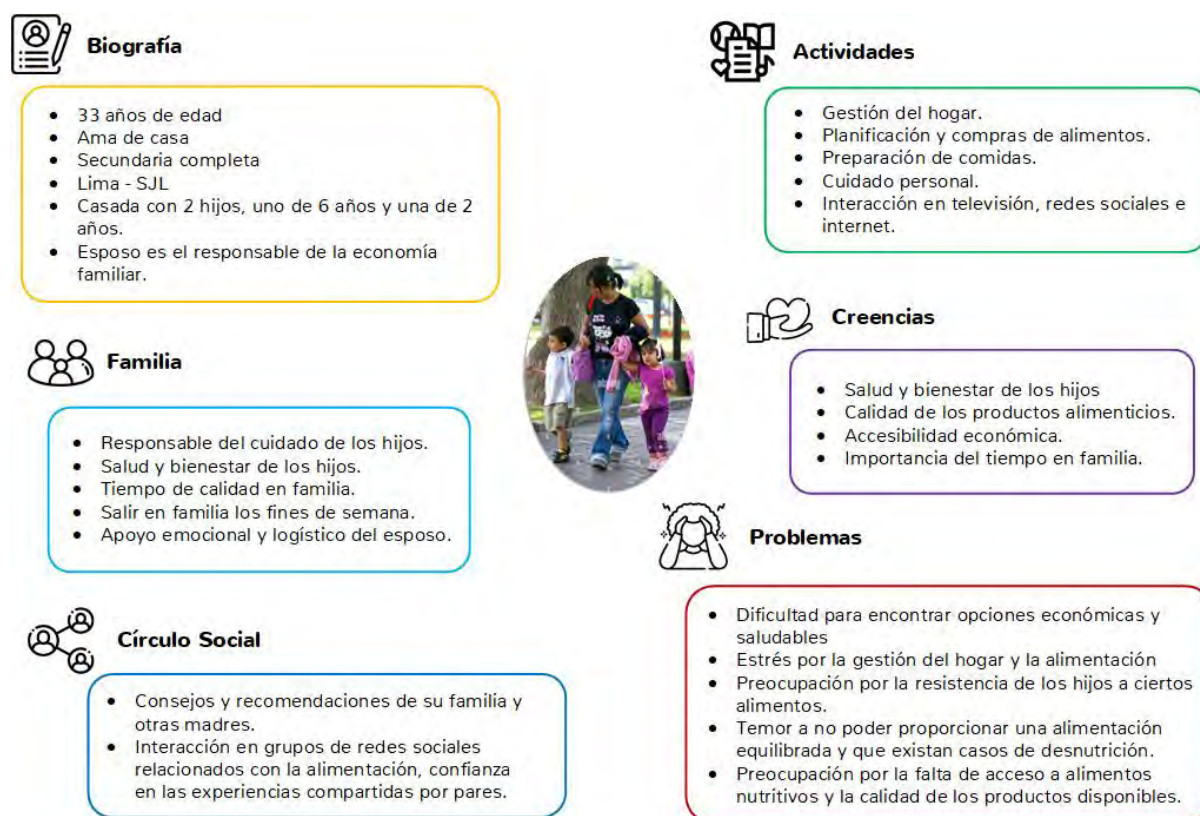 Biografía
• 33 años de edad
• Ama de casa
• Secundaria completa
• Lima - SJL
• Casada con 2 hijos, uno de 6 años y una de 2
años.
• Esposo es el responsable de la economía
familiar.
Familia
• Responsable del cuidado de los hijos.
• Salud y bienestar de los hijos.
• Tiempo de calidad en familia.
• Salir en familia los fines de semana.
• Apoyo emocional y logístico del esposo.
Círculo Social
• Consejos y recomendaciones de su familia y
otras madres.
• Interacción en grupos de redes sociales
relacionados con la alimentación, confianza
en las experiencias compartidas por pares.
Actividades
• Gestión del hogar.
• Planificación y compras de alimentos.
• Preparación de comidas.
• Cuidado personal.
• Interacción en televisión, redes sociales e
internet.
Creencias
• Salud y bienestar de los hijos
• Calidad de los productos alimenticios.
• Accesibilidad económica.
• Importancia del tiempo en familia.
Problemas
• Dificultad para encontrar opciones económicas y
saludables
• Estrés por la gestión del hogar y la alimentación
• Preocupación por la resistencia de los hijos a ciertos
alimentos.
• Temor a no poder proporcionar una alimentación
equilibrada y que existan casos de desnutrición.
• Preocupación por la falta de acceso a alimentos
nutritivos y la calidad de los productos disponibles.